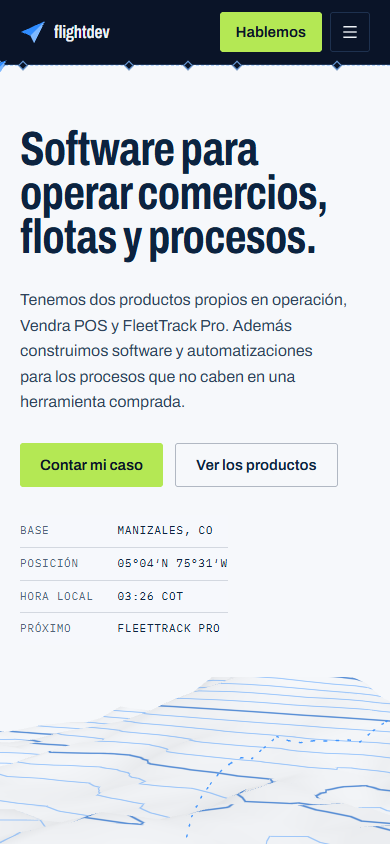 flightdev
Hablemos
Software para
operar comercios,
flotas y procesos.
Tenemos dos productos propios en operación,
Vendra POS y FleetTrack Pro. Además
construimos software y automatizaciones
para los procesos que no caben en una
herramienta comprada.
Contar mi caso
Ver los productos
BASE MANIZALES, CO
POSICIÓN 05°04′N 75°31′W
HORA LOCAL 03:26 COT
PRÓXIMO FLEETTRACK PRO